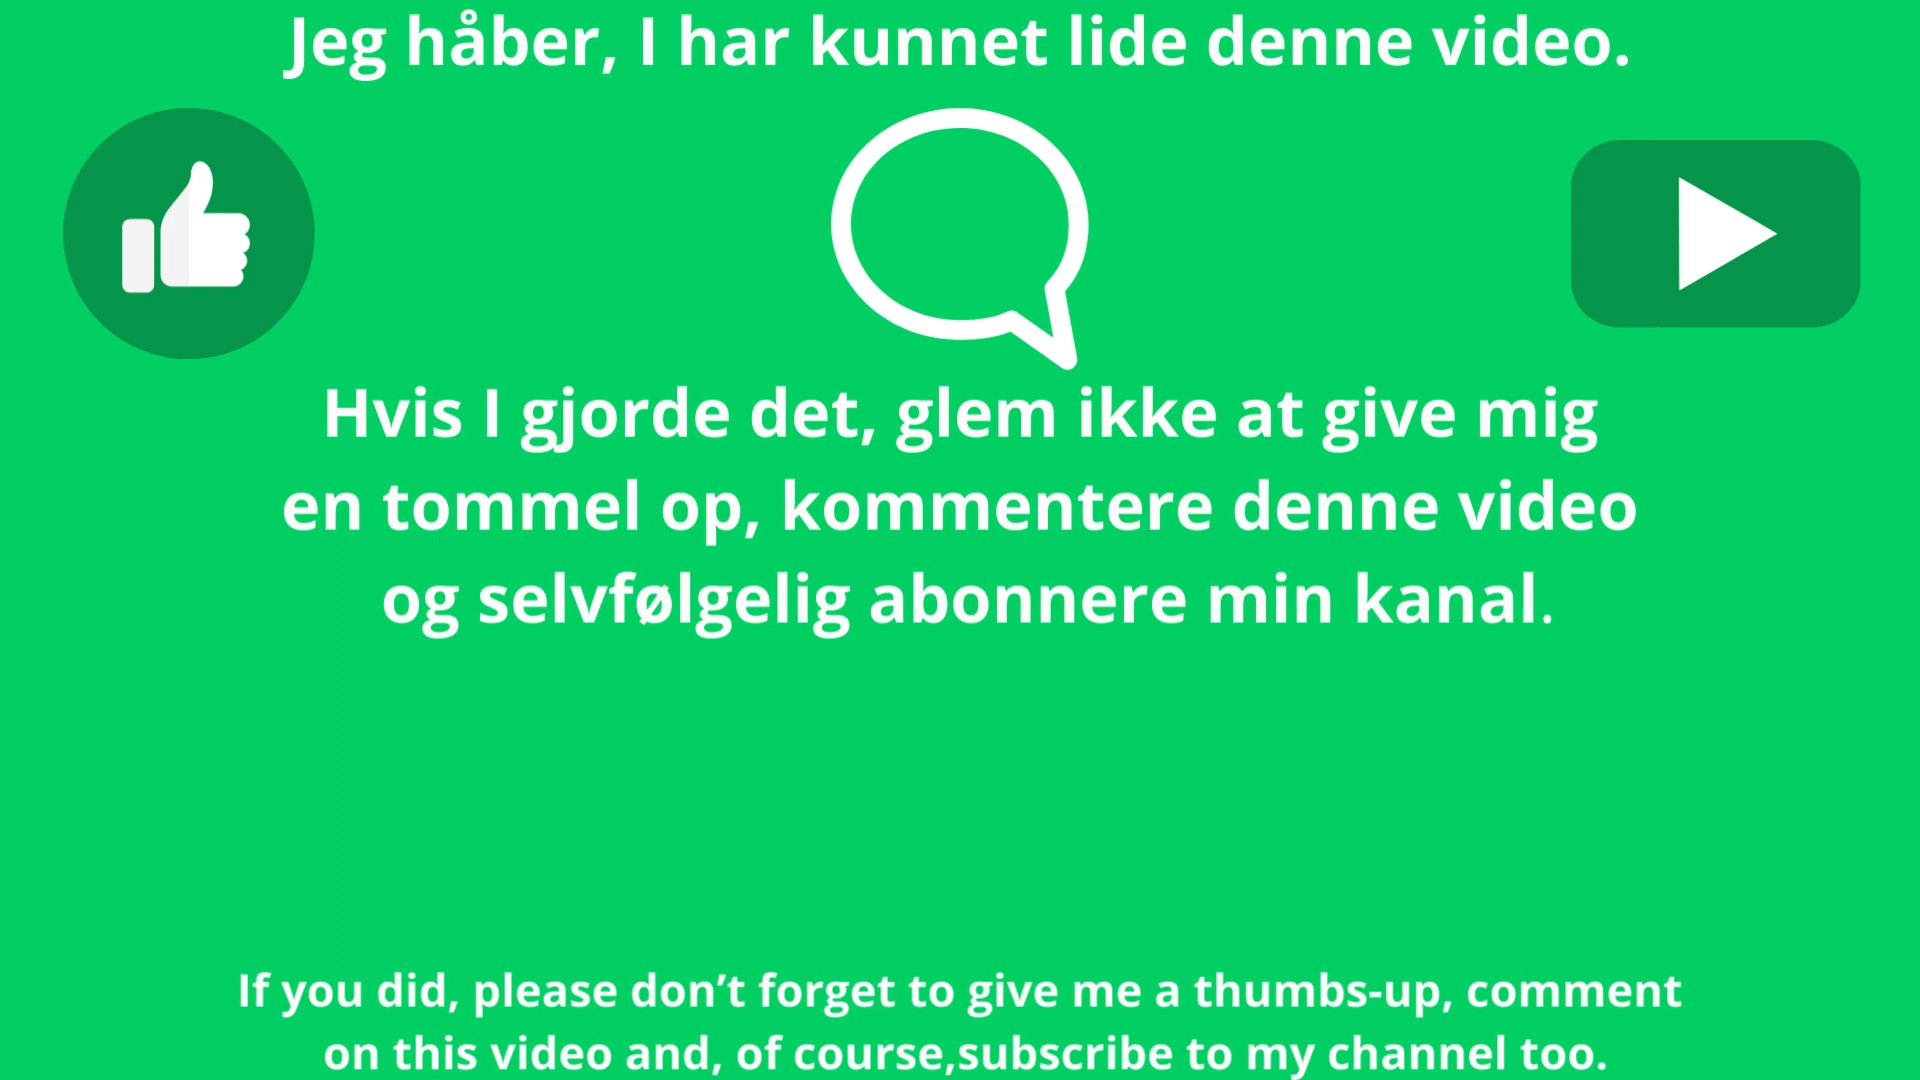 Jeg håber, I har kunnet lide denne video.
Hvis I gjorde det, glem ikke at give mig
en tommel op, kommentere denne video
og selvfølgelig abonnere min kanal.
If you did, please don’t forget to give me a thumbs-up, comment
on this video and, of course,subscribe to my channel too.